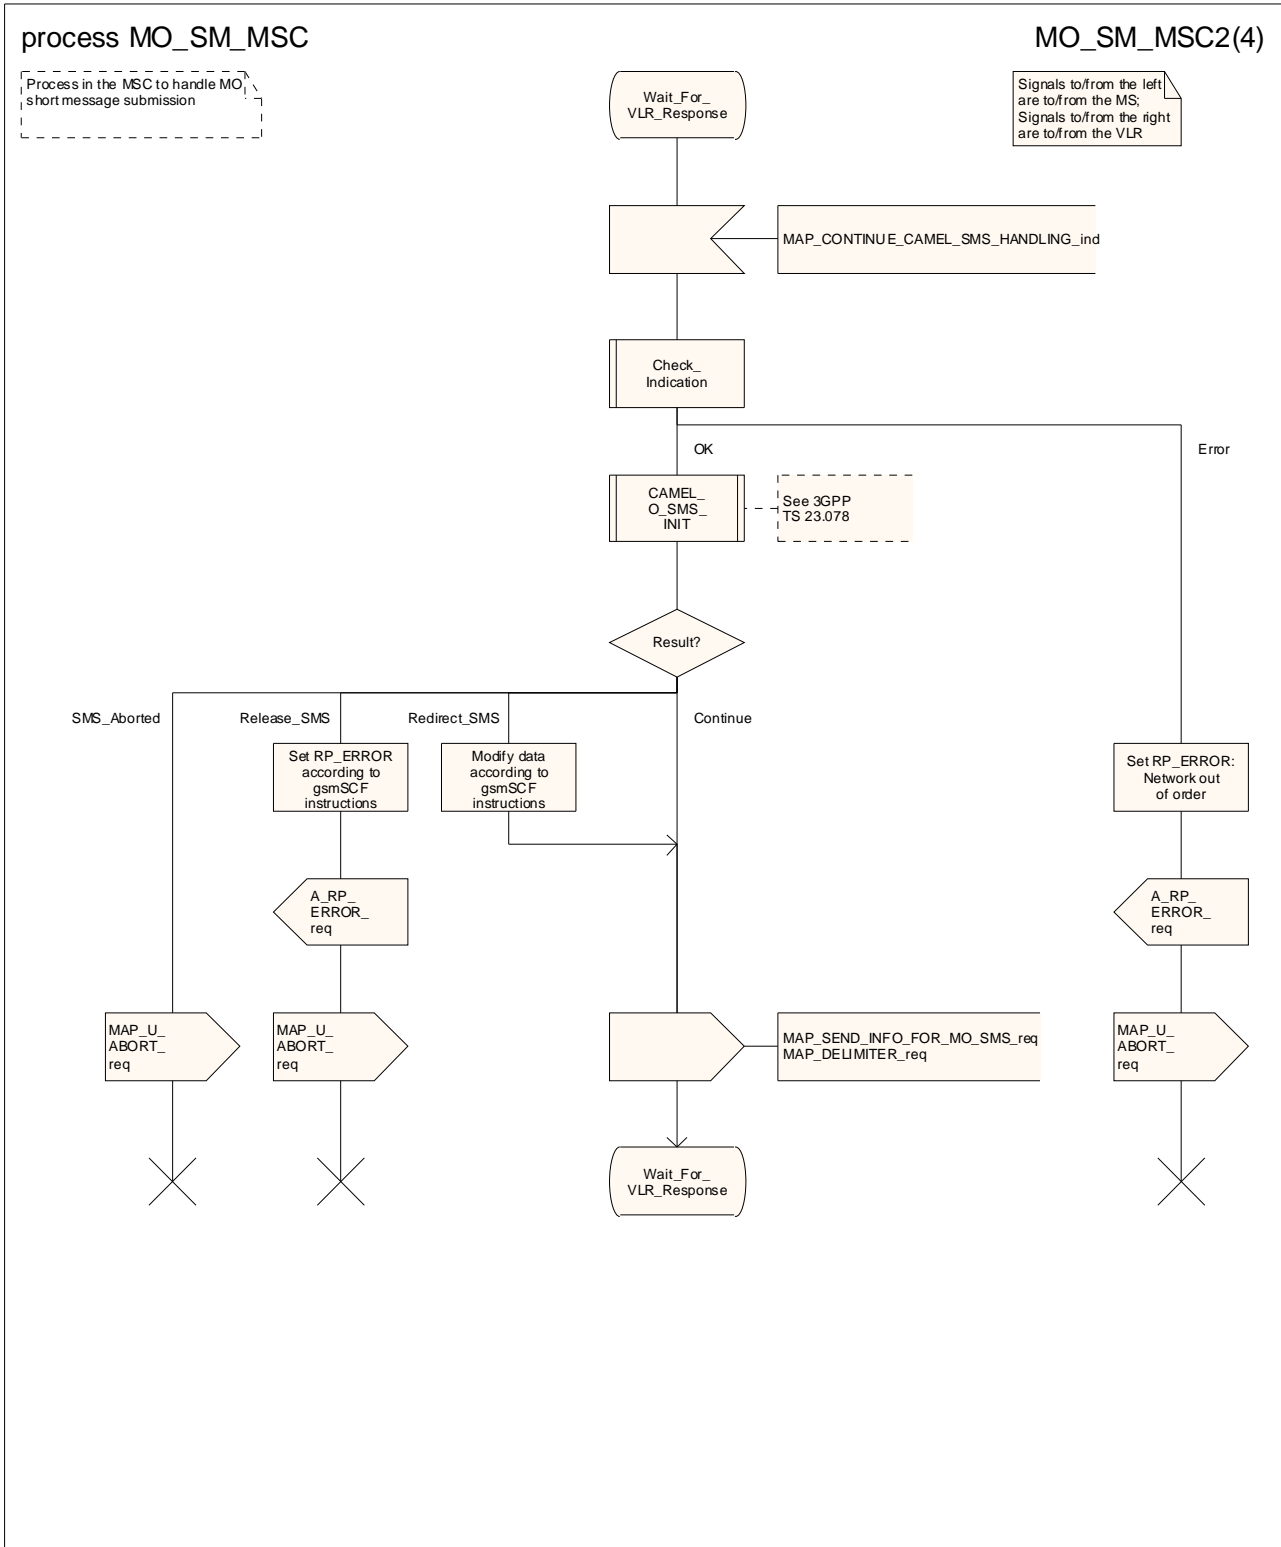 process MO_SM_MSC
MO_SM_MSC2(4)
Process in the MSC to handle MO
short message submission
Wait_For_
VLR_Response
Signals to/from the left
are to/from the MS;
Signals to/from the right
are to/from the VLR
MAP_CONTINUE_CAMEL_SMS_HANDLING_ind
Check_
Indication
OK
Error
CAMEL_
O_SMS_
INIT
See 3GPP
TS 23.078
Result?
SMS_Aborted
Release_SMS
Redirect_SMS
Continue
Set RP_ERROR
according to
gsmSCF
instructions
Modify data
according to
gsmSCF
instructions
Set RP_ERROR:
Network out
of order
A_RP_
ERROR_
req
A_RP_
ERROR_
req
MAP_U_
ABORT_
req
MAP_U_
ABORT_
req
MAP_SEND_INFO_FOR_MO_SMS_req
MAP_DELIMITER_req
MAP_U_
ABORT_
req
Wait_For_
VLR_Response